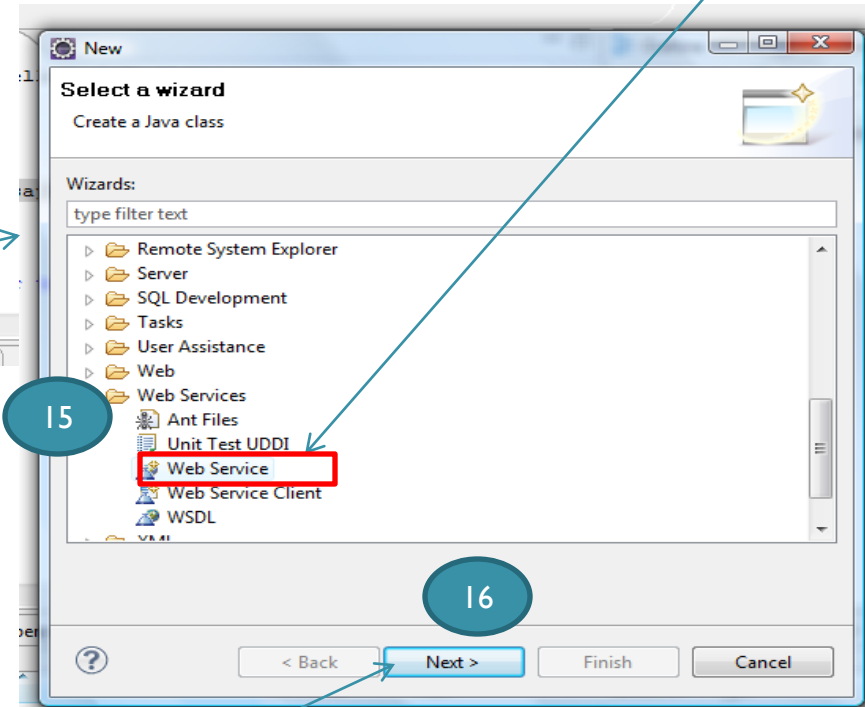 New
Select a wizard
Create a Java class
Wizards:
type filter text
Remote System Explorer
Server
SQL Development
Tasks
User Assistance
Web
Web Services
15
Ant Files
Unit Test UDDI
Web Service
Web Service Client
WSDL
XML
16
< Back Next > Finish Cancel